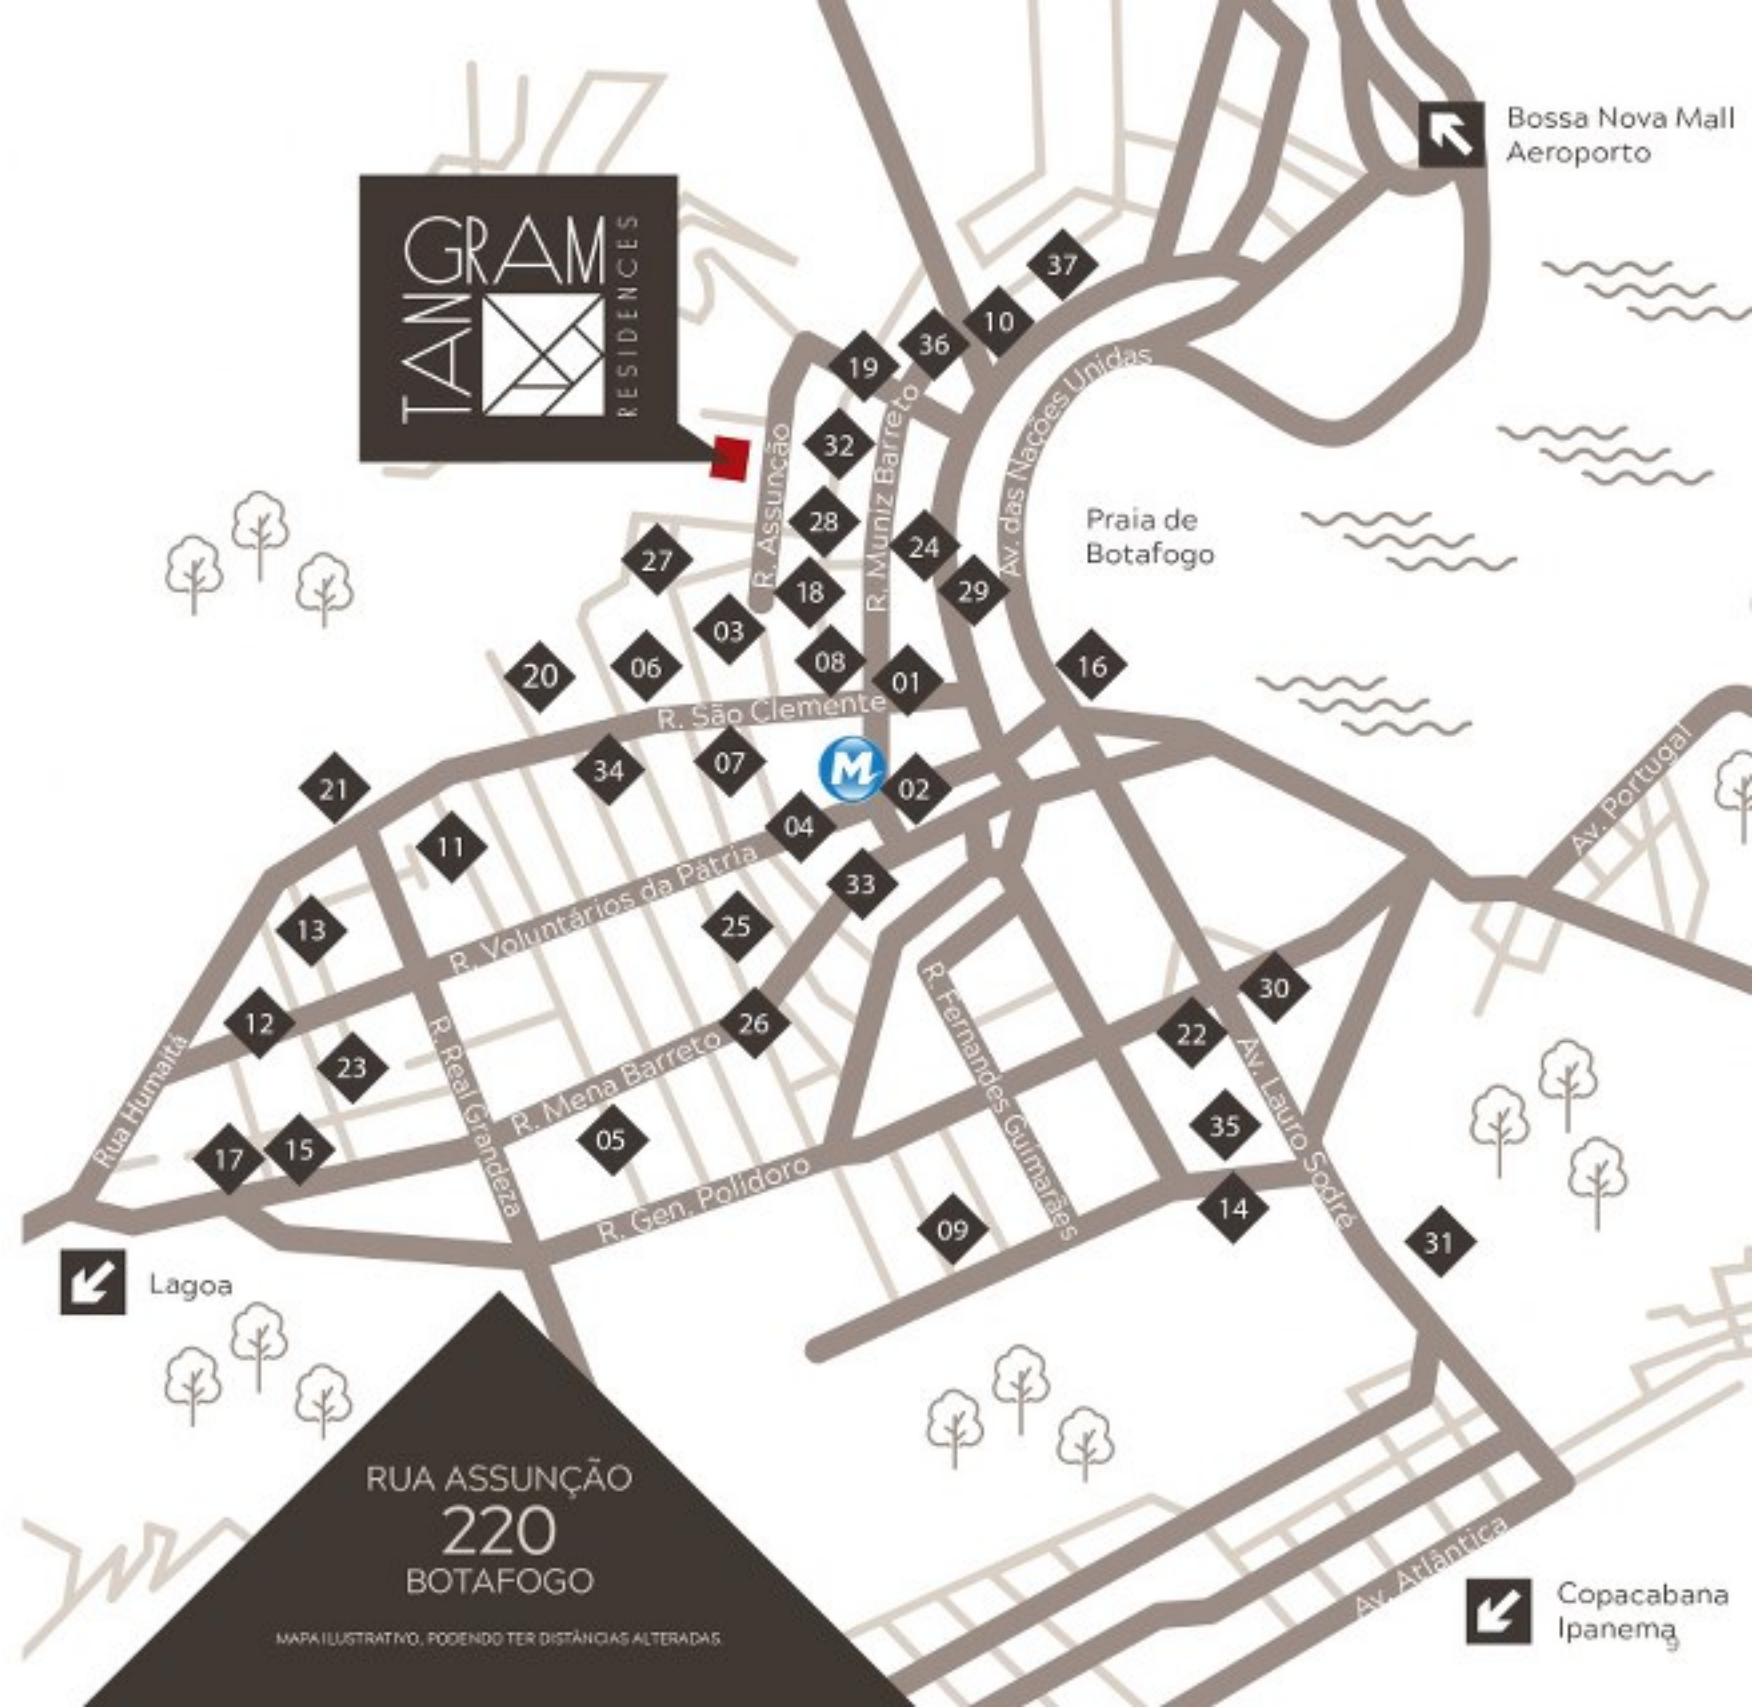 Bossa Nova Mall
Aeroporto
TAN
GRAM
RESIDENCES
37
10
36
19
Av. das Nações Unidas
32
R. Muniz Barreto
R. Assunção
28
24
Praia de
Botafogo
27
18
29
03
20
06
08
01
16
R. São Clemente
34
07
M
02
21
04
11
Av. Portugal
33
R. Voluntários da Pátria
25
13
12
26
30
22
R. Fernandes Guimarães
23
R. Real Grandeza
R. Mena Barreto
Rua Humaitá
Av. Lauro Sodré
17
15
05
35
R. Gen. Polidoro
14
09
31
Lagoa
RUA ASSUNÇÃO
220
BOTAFOGO
MAPA ILUSTRATIVO, PODENDO TER DISTÂNCIAS ALTERADAS.
Av. Atlântica
Copacabana
Ipanema
9